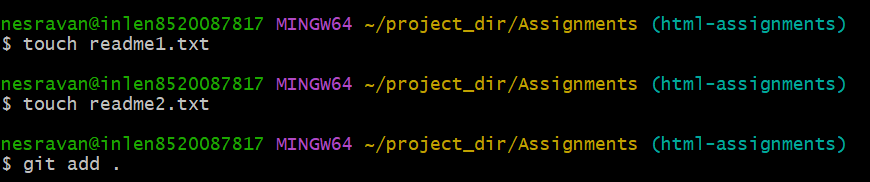 nesravan@inlen8520087817 MINGW64 ~/project_dir/Assignments (html-assignments)
$ touch readme1.txt
nesravan@inlen8520087817 MINGW64 ~/project_dir/Assignments (html-assignments)
$ touch readme2.txt
nesravan@inlen8520087817 MINGW64 ~/project_dir/Assignments (html-assignments)
$ git add .